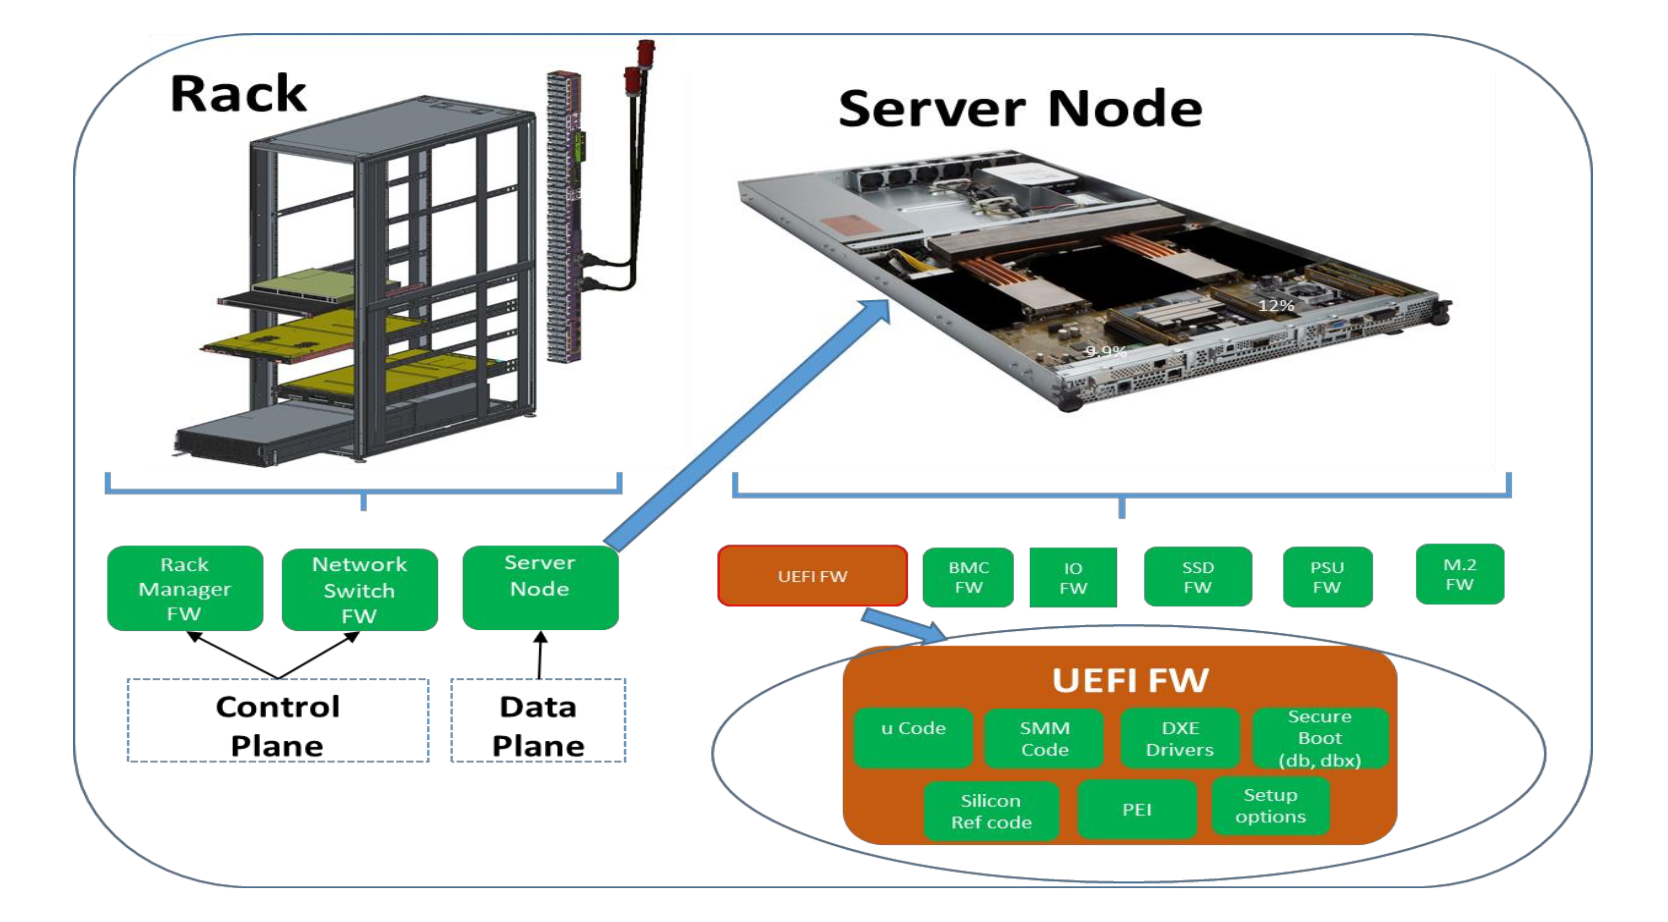 Rack
Server Node
12%
9.9%
Rack
Manager
FW
Network
Switch
FW
Server
Node
UEFI FW
BMC
FW
IO
FW
SSD
FW
PSU
FW
M.2
FW
Control
Plane
Data
Plane
UEFI FW
u Code
SMM
Code
DXE
Drivers
Secure
Boot
(db, dbx)
Silicon
Ref code
PEI
Setup
options